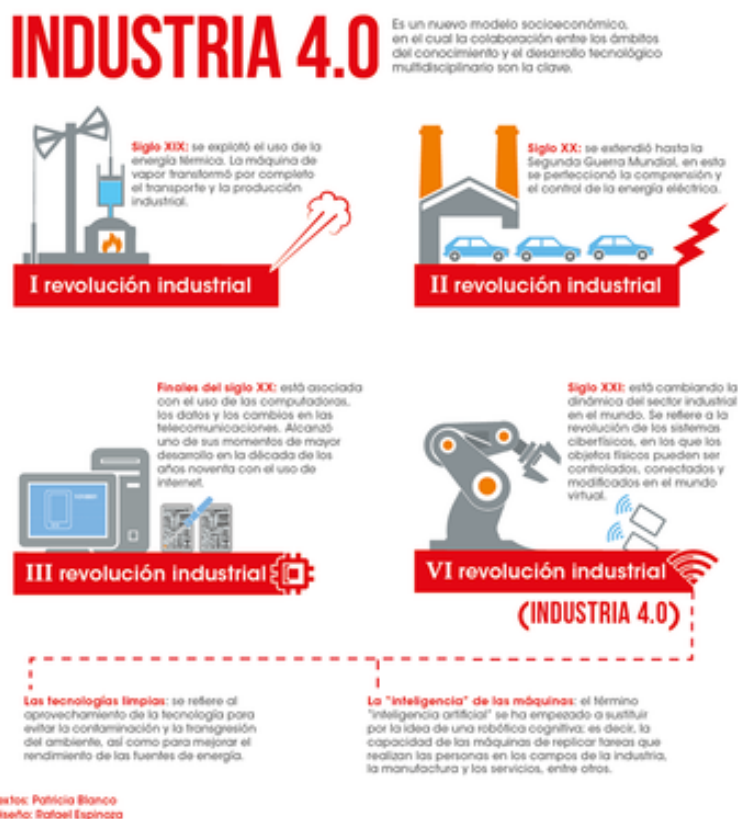 INDUSTRIA 4.0
Es un nuevo modelo socioeconómico,
en el cual la colaboración entre los ámbitos
del conocimiento y el desarrollo tecnológico
multidisciplinario son la clave.
Siglo XIX: se explotó el uso de la
energía térmica. La máquina de
vapor transformó por completo
el transporte y la producción
industrial.
I revolución industrial
Siglo XX: se extendió hasta la
Segunda Guerra Mundial, en esta
se perfeccionó la comprensión y
el control de la energía eléctrica.
II revolución industrial
Finales del siglo XX: está asociada
con el uso de las computadoras,
los datos y los cambios en las
telecomunicaciones. Alcanzó
uno de sus momentos de mayor
desarrollo en la década de los
años noventa con el uso de
internet.
III revolución industrial
Siglo XXI: está cambiando la
dinámica del sector industrial
en el mundo. Se refiere a la
revolución de los sistemas
ciberfísicos, en los que los
objetos físicos pueden ser
controlados, conectados y
modificados en el mundo
virtual.
VI revolución industrial
(INDUSTRIA 4.0)
Las tecnologías limpias: se refiere al
aprovechamiento de la tecnología para
evitar la contaminación y la transgresión
del ambiente, así como para mejorar el
rendimiento de las fuentes de energía.
La "inteligencia" de las máquinas: el término
"inteligencia artificial" se ha empezado a sustituir
por la idea de una robótica cognitiva; es decir, la
capacidad de las máquinas de replicar tareas que
realizan las personas en los campos de la industria,
la manufactura y los servicios, entre otros.
extos: Patricia Blanco
iseño: Rafael Espinoza